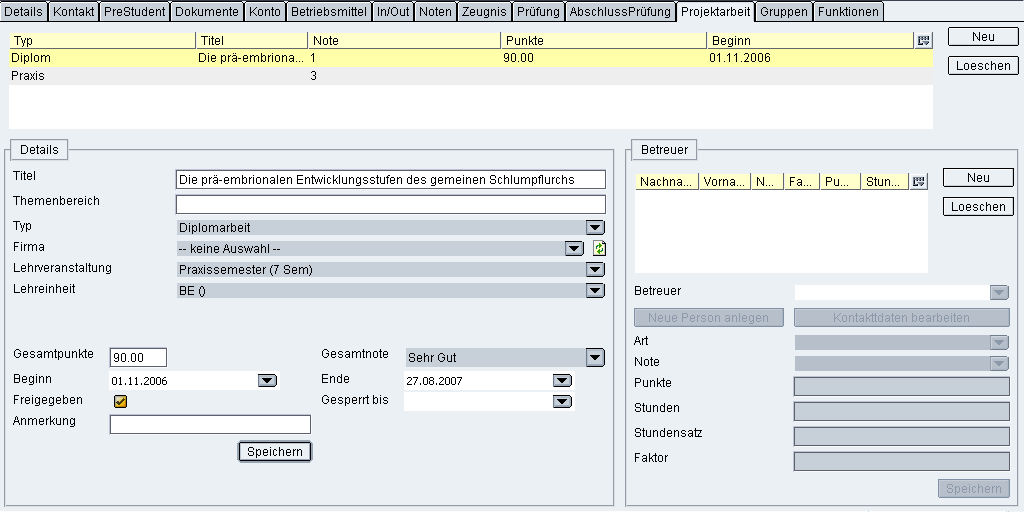 Details Kontakt PreStudent Dokumente Konto Betriebsmittel In/Out Noten Zeugnis Prüfung AbschlussPrüfung Projektarbeit Gruppen Funktionen
Typ Titel Note Punkte Beginn
Diplom Die prä-embriona... 1 90.00 01.11.2006
Praxis 3
Neu
Loeschen
Details
Titel Die prä-embrionalen Entwicklungsstufen des gemeinen Schlumpflurchs
Themenbereich
Typ Diplomarbeit
Firma -- keine Auswahl --
Lehrveranstaltung Praxissemester (7 Sem)
Lehreinheit BE ()
Gesamtpunkte 90.00 Gesamtnote Sehr Gut
Beginn 01.11.2006 Ende 27.08.2007
Freigegeben Gesperrt bis
Anmerkung
Speichern
Betreuer
Nachna... Vorna... N... Fa... Pu... Stun...
Neu
Loeschen
Betreuer
Neue Person anlegen Kontakttdaten bearbeiten
Art
Note
Punkte
Stunden
Stundensatz
Faktor
Speichern